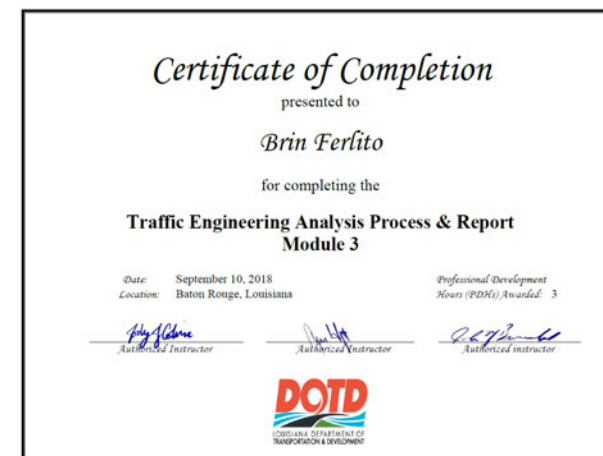 Certificate of Completion
presented to
Brin Ferlito
for completing the
Traffic Engineering Analysis Process & Report
Module 3
Date: September 10, 2018
Location: Baton Rouge, Louisiana
Professional Development
Hours (PDHs) Awarded: 3
Authorized Instructor
Authorized Instructor
Authorized instructor
DOTD
LOUISIANA DEPARTMENT OF
TRANSPORTATION & DEVELOPMENT